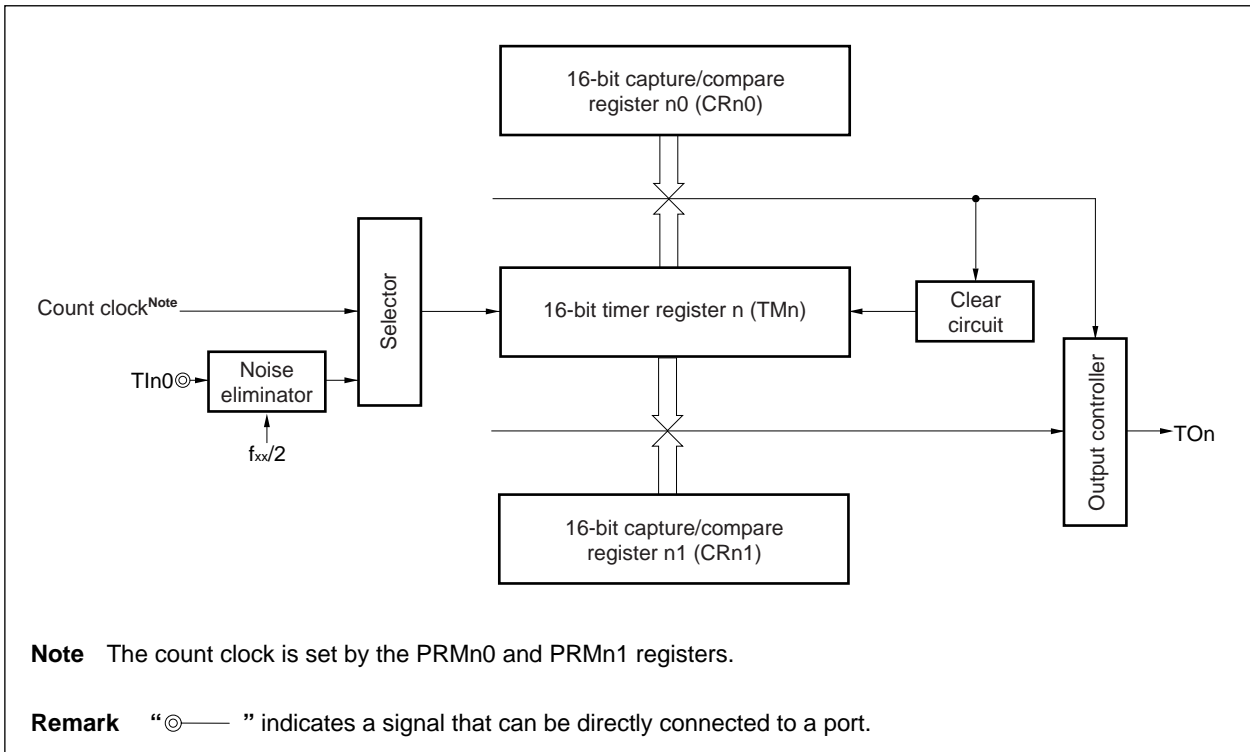 16-bit capture/compare
register n0 (CRn0)
Selector
Count clockNote
16-bit timer register n (TMn)
Clear
circuit
TIn0
Noise
eliminator
fxx/2
Output controller
TOn
16-bit capture/compare
register n1 (CRn1)
Note The count clock is set by the PRMn0 and PRMn1 registers.
Remark “◎—— ” indicates a signal that can be directly connected to a port.